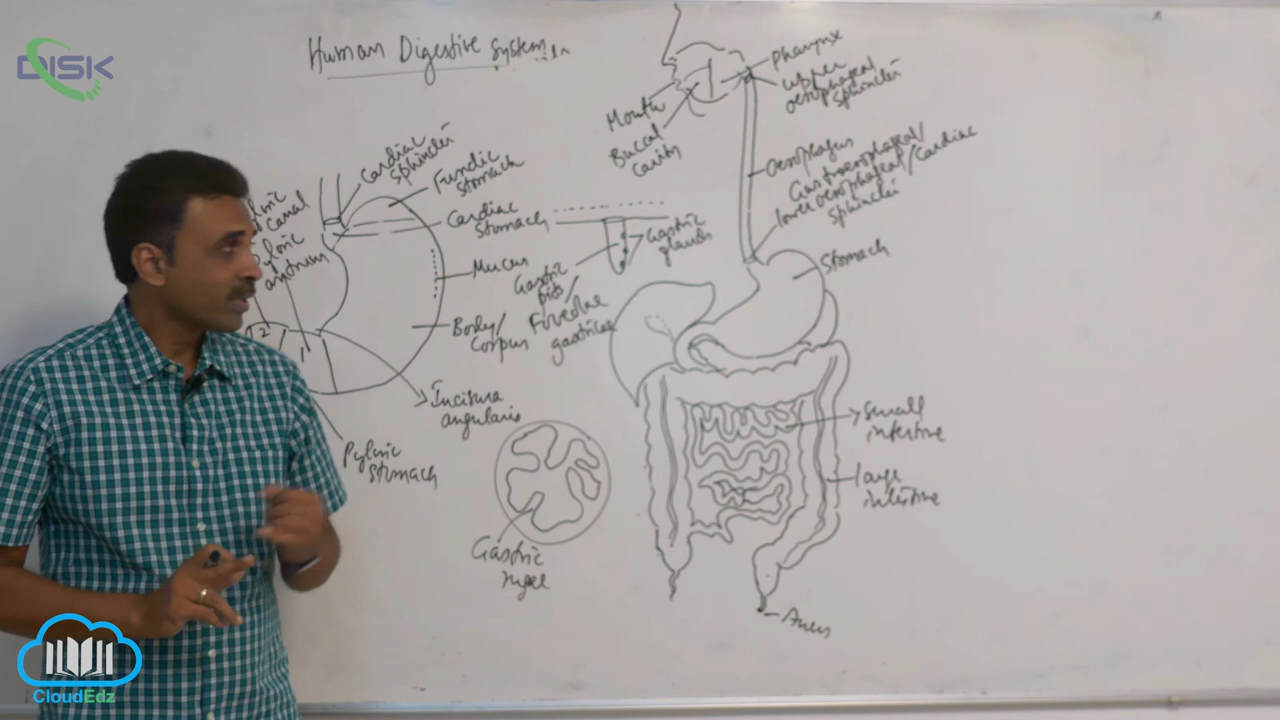 DISK
Human Digestive System
Pharynx
upper
oesophageal
sphincter
Mouth
Buccal
cavity
Oesophagus
Gastroesophageal/
lower oesophageal/Cardiac
sphincter
Stomach
small
intestine
large
intestine
Anus
Cardiac
sphincter
Fundic
stomach
Cardiac
stomach
canal
antrum
Mucus
Body/
Corpus
Incisura
angularis
Pyloric
stomach
2
1
Gastric
glands
Gastric
pits/
Foveolae
gastricae
Gastric
rugae
CloudEdz